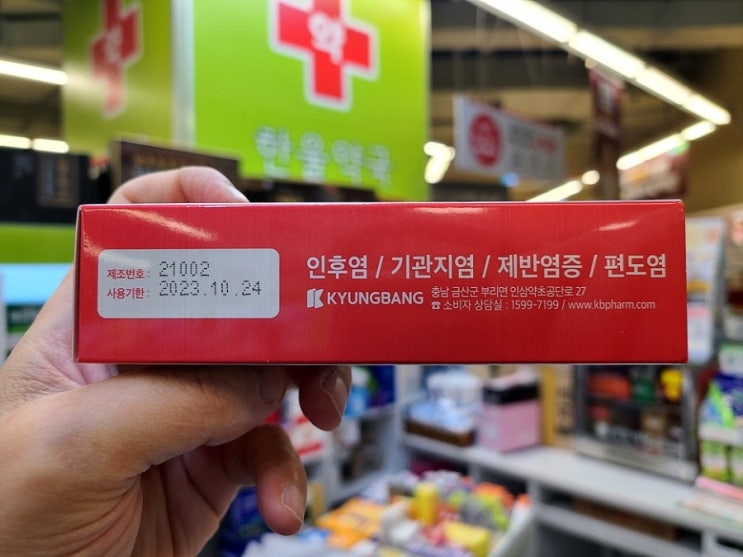 약
한율약국
제조번호 : 21002
사용기한 : 2023.10.24
인후염 / 기관지염 / 제반염증 / 편도염
KYUNGBANG
충남 금산군 부리면 인삼약초공단로 27
☎ 소비자 상담실 : 1599-7199 / www.kbpharm.com